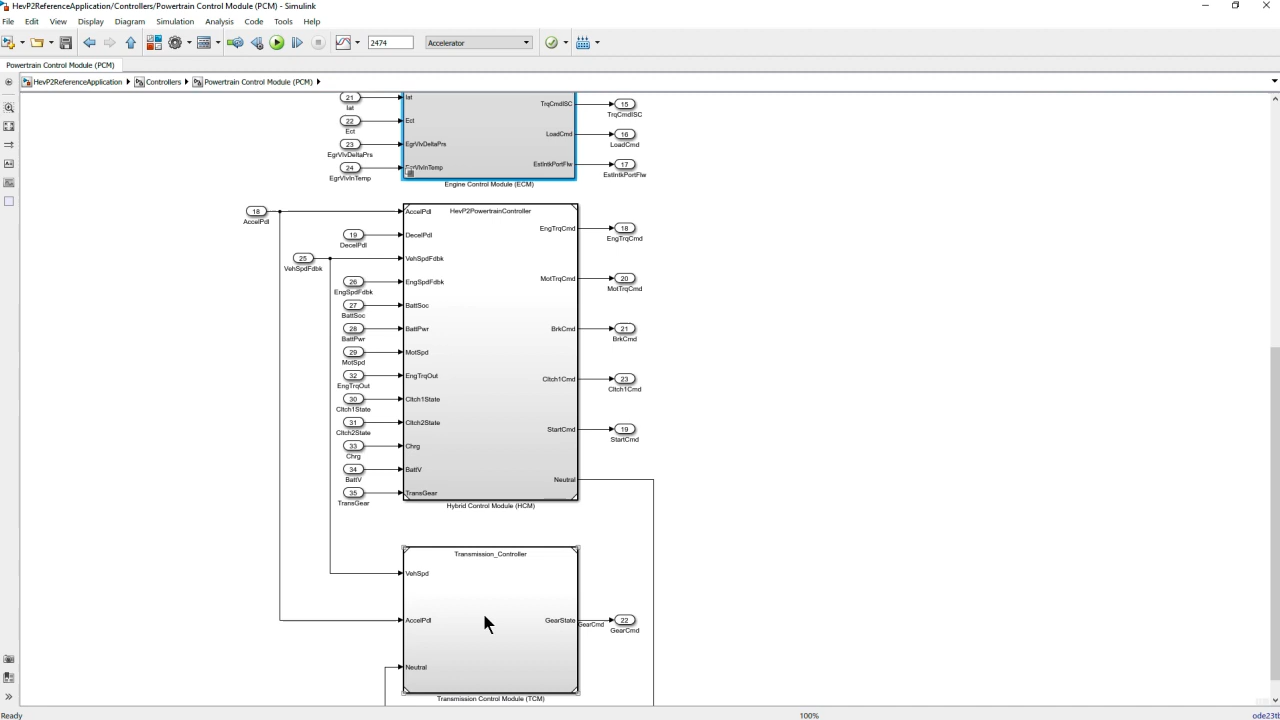 HevP2ReferenceApplication/Controllers/Powertrain Control Module (PCM) - Simulink
File Edit View Display Diagram Simulation Analysis Code Tools Help
2474 Accelerator
Powertrain Control Module (PCM)
HevP2ReferenceApplication Controllers Powertrain Control Module (PCM)
21 Iat TrqCmdISC 15
Iat TrqCmdISC
22 Ect LoadCmd 16
Ect LoadCmd
23 EgrVlvDeltaPrs EstIntkPortFlw 17
EgrVlvDeltaPrs EstIntkPortFlw
24 EgrVlvInTemp
EgrVlvInTemp
Engine Control Module (ECM)
18 AccelPdl HevP2PowertrainController
AccelPdl
EngTrqCmd 18
EngTrqCmd
19 DecelPdl
DecelPdl
25 VehSpdFdbk
VehSpdFdbk
MotTrqCmd 20
MotTrqCmd
26 EngSpdFdbk
EngSpdFdbk
27 BattSoc
BattSoc
28 BattPwr BrkCmd 21
BattPwr BrkCmd
29 MotSpd
MotSpd
32 EngTrqOut Cltch1Cmd 23
EngTrqOut Cltch1Cmd
30 Cltch1State
Cltch1State
31 Cltch2State StartCmd 19
Cltch2State StartCmd
33 Chrg
Chrg
34 BattV
BattV
Neutral
35 TransGear
TransGear
Hybrid Control Module (HCM)
Transmission_Controller
VehSpd
AccelPdl GearState GearCmd 22
GearCmd
Neutral
Transmission Control Module (TCM)
Ready 100% ode23tb